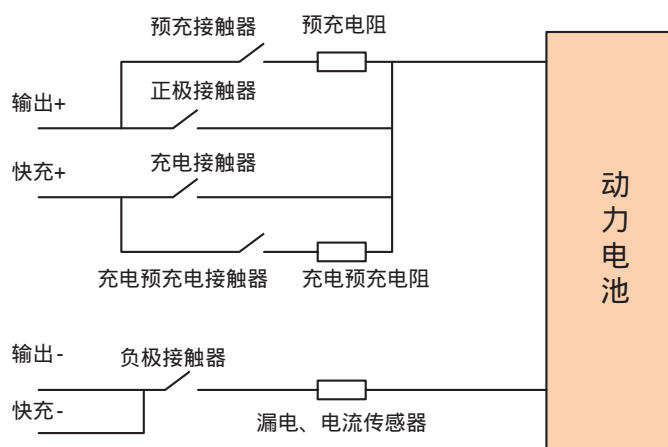 预充接触器
预充电阻
输出+
正极接触器
快充+
充电接触器
充电预充电接触器
充电预充电阻
动力电池
输出-
负极接触器
快充-
漏电、电流传感器